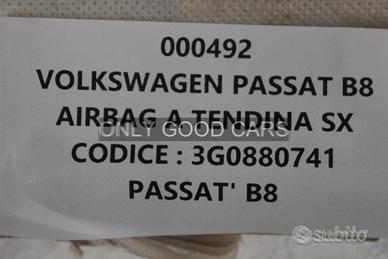 000492
VOLKSWAGEN PASSAT B8
AIRBAG A TENDINA SX
ONLY GOOD CARS
CODICE : 3G0880741
PASSAT' B8
subito